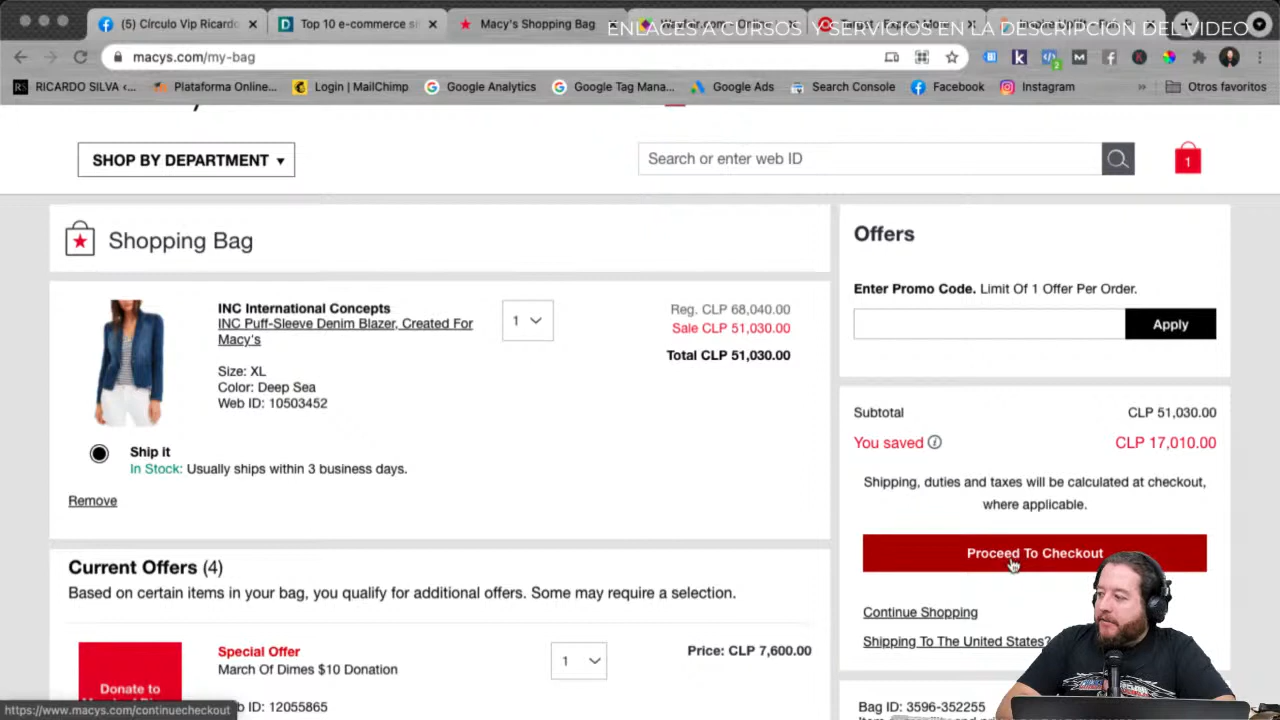 (5) Círculo Vip Ricardo
Top 10 e-commerce si
Macy's Shopping Bag
ENLACES A CURSOS Y SERVICIOS EN LA DESCRIPCIÓN DEL VIDEO
macys.com/my-bag
RICARDO SILVA ‹...
Plataforma Online...
Login | MailChimp
Google Analytics
Google Tag Mana...
Google Ads
Search Console
Facebook
Instagram
»
Otros favoritos
SHOP BY DEPARTMENT
Search or enter web ID
1
Shopping Bag
INC International Concepts
INC Puff-Sleeve Denim Blazer, Created For
Macy's
Size: XL
Color: Deep Sea
Web ID: 10503452
1
Reg. CLP 68,040.00
Sale CLP 51,030.00
Total CLP 51,030.00
Ship it
In Stock: Usually ships within 3 business days.
Remove
Current Offers (4)
Based on certain items in your bag, you qualify for additional offers. Some may require a selection.
Donate to
Special Offer
March Of Dimes $10 Donation
1
Price: CLP 7,600.00
b ID: 12055865
https://www.macys.com/continuecheckout
Offers
Enter Promo Code. Limit Of 1 Offer Per Order.
Apply
Subtotal CLP 51,030.00
You saved CLP 17,010.00
Shipping, duties and taxes will be calculated at checkout,
where applicable.
Proceed To Checkout
Continue Shopping
Shipping To The United States?
Bag ID: 3596-352255